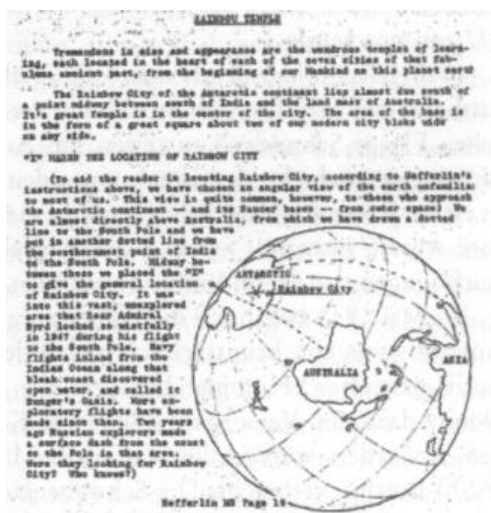 RAINBOW TEMPLE
Tremendous in size and appearance are the wondrous temples of learn-
ing, each located in the heart of each of the seven cities of that fab-
ulous ancient past, from the beginning of our Mankind on this planet
The Rainbow City of the Antarctic continent lies almost due south of
a point midway between south of India and the land mass of Australia.
It's great Temple is in the center of the city. The area of the base is
in the form of a great square about two of our modern city bloks wide
on any side.
"X" MARKS THE LOCATION OF RAINBOW CITY
(To aid the reader in locating Rainbow City, according to Hefferlin's
instructions above, we have chosen an angular view of the earth unfamiliar
to most of us. This view is quite common, however, to those who approach
the Antarctic continent — and its Saucer bases — from outer space! We
are almost directly above Australia, from which we have drawn a dotted
line to the South Pole and we have
put in another dotted line from
the southernmost point of India
to the South Pole. Midway be-
tween these we placed the "X"
to give the general location
of Rainbow City. It was
into this vast, unexplored
area that Rear Admiral
Byrd looked so wistfully
in 1947 during his flight
to the South Pole. Navy
flights inland from the
Indian Ocean along that
bleak coast discovered
open water, and called it
Bunger's Oasis. More ex-
ploratory flights have been
made since then. Two years
ago Russian explorers made
a surface dash from the coast
to the Pole in that area.
Were they looking for Rainbow
City? Who knows?)
ANTARCTIC
Rainbow City
AUSTRALIA
ASIA
Hefferlin MS Page 19